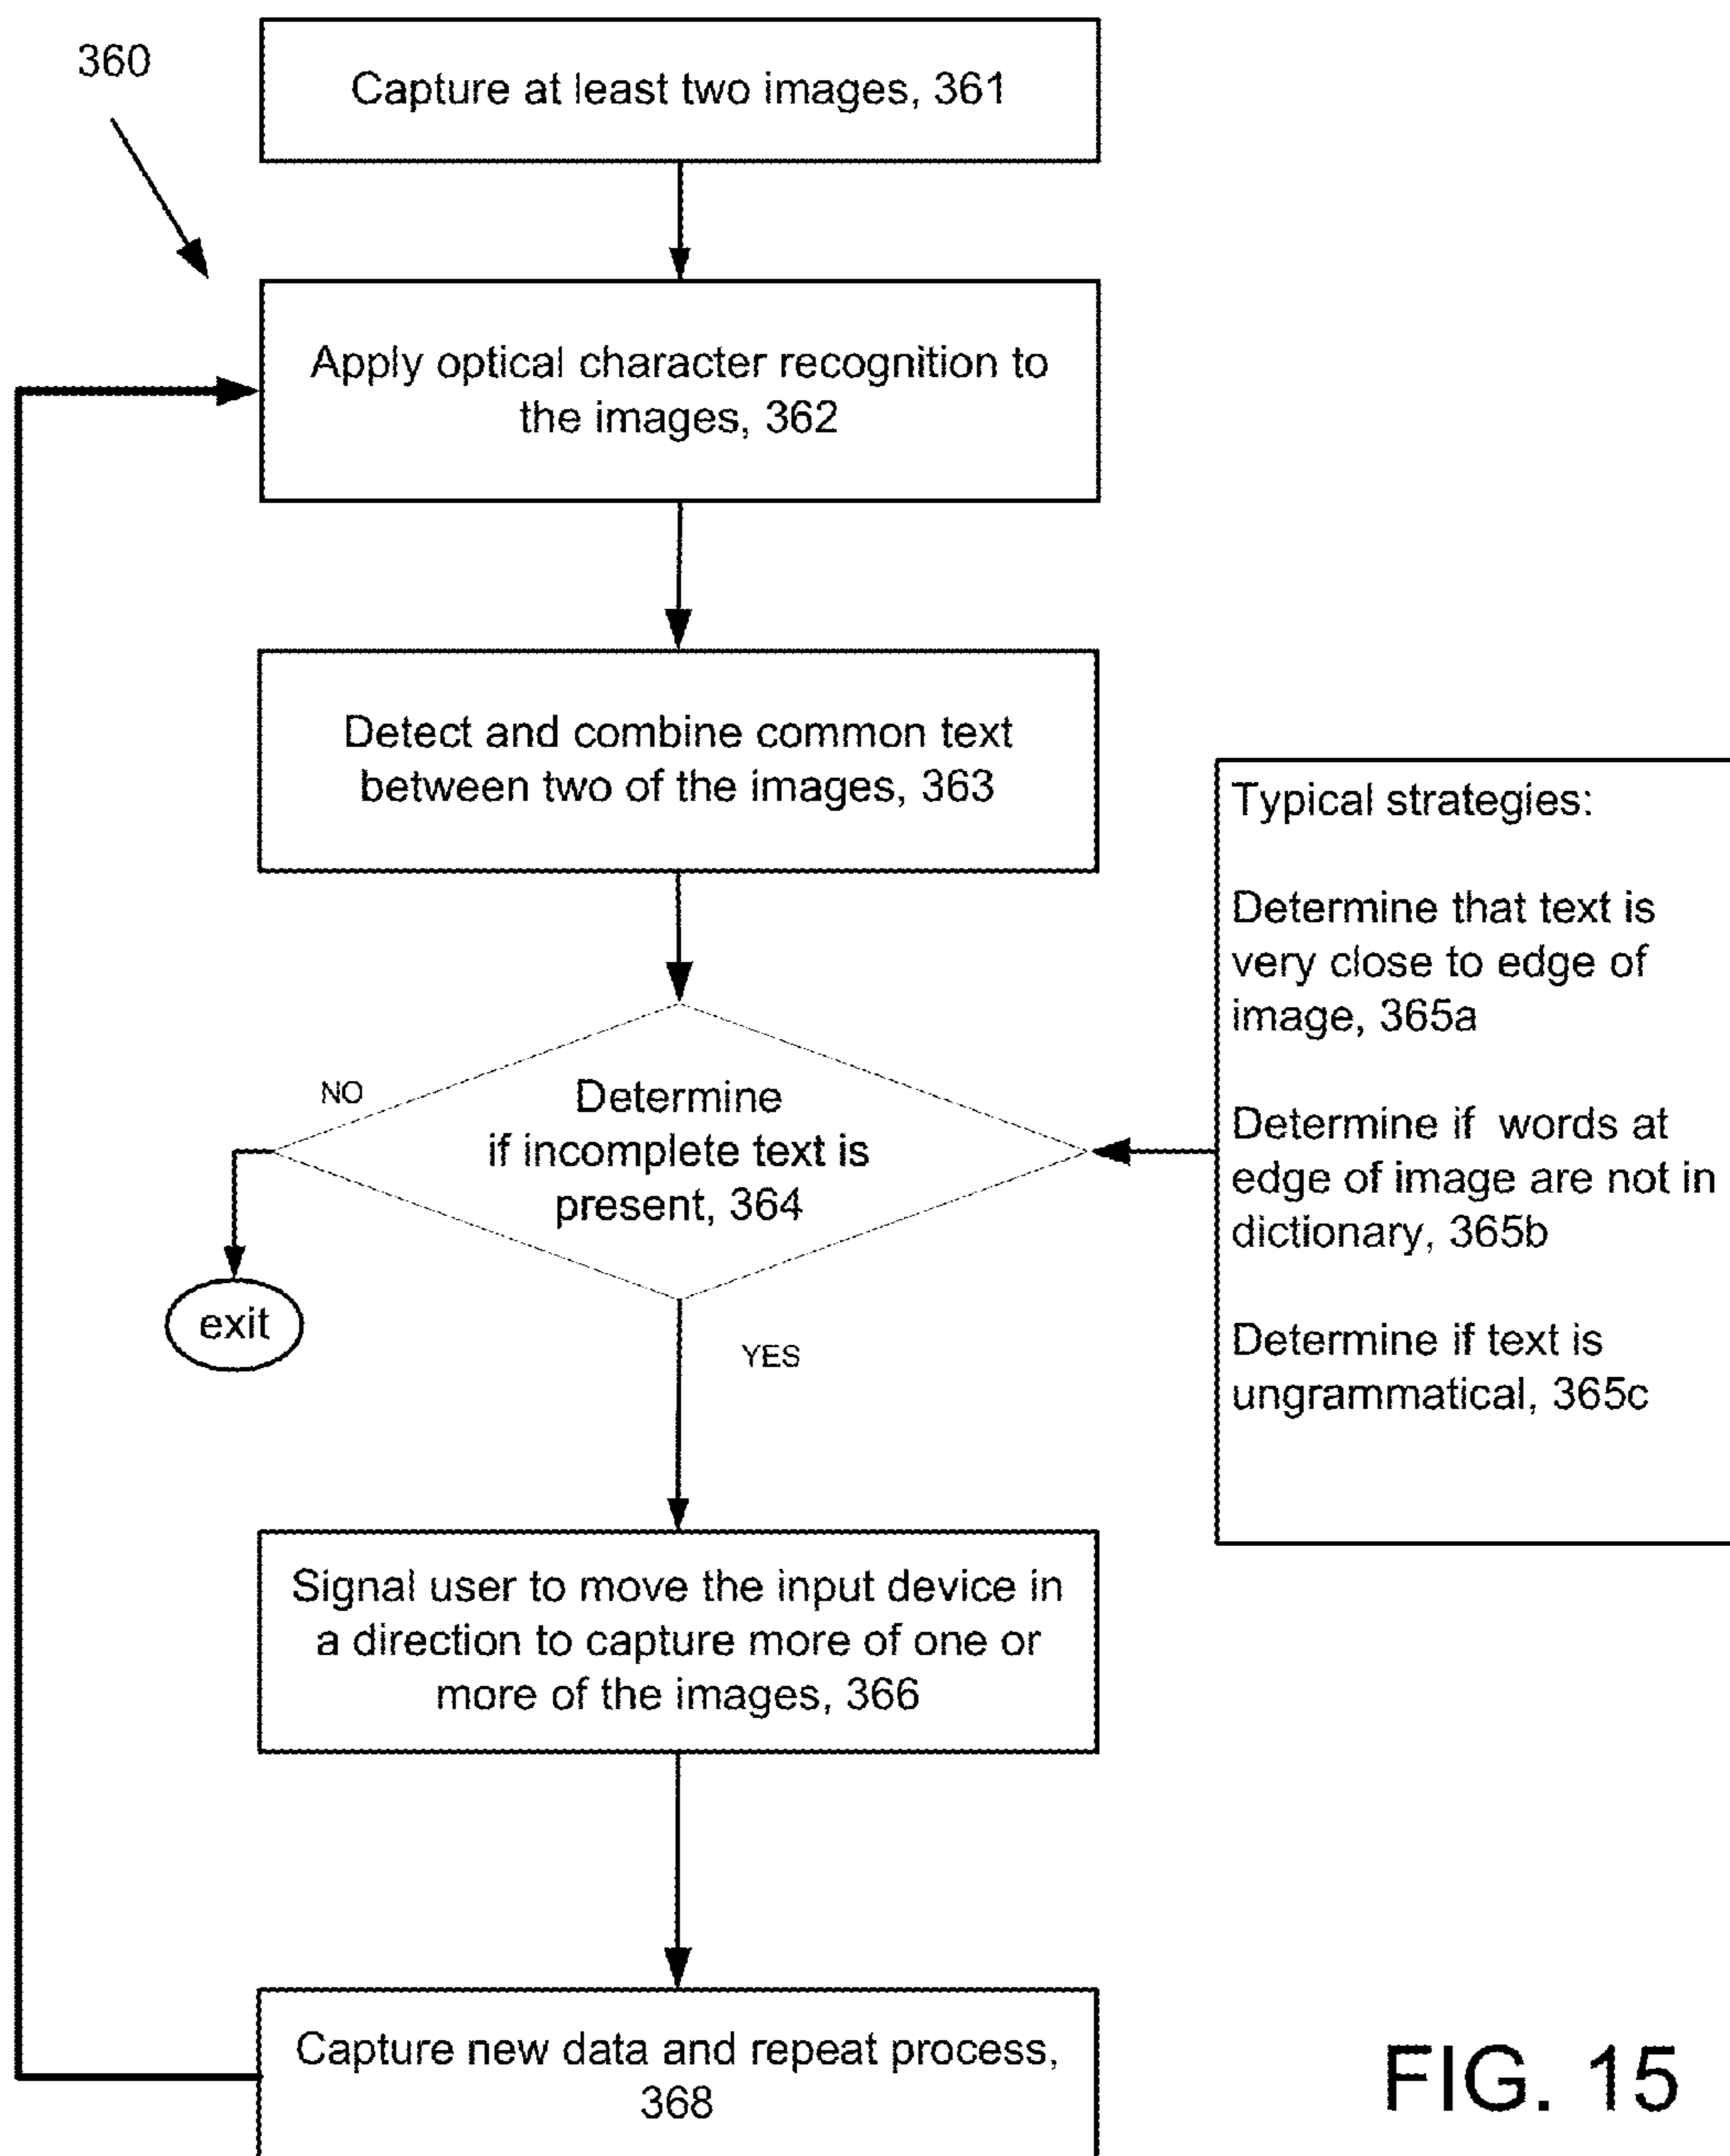 360
Capture at least two images, 361
Apply optical character recognition to
the images, 362
Detect and combine common text
between two of the images, 363
Typical strategies:
Determine that text is
very close to edge of
image, 365a
Determine if words at
edge of image are not in
dictionary, 365b
Determine if text is
ungrammatical, 365c
NO
Determine
if incomplete text is
present, 364
exit
YES
Signal user to move the input device in
a direction to capture more of one or
more of the images, 366
Capture new data and repeat process,
368
FIG. 15